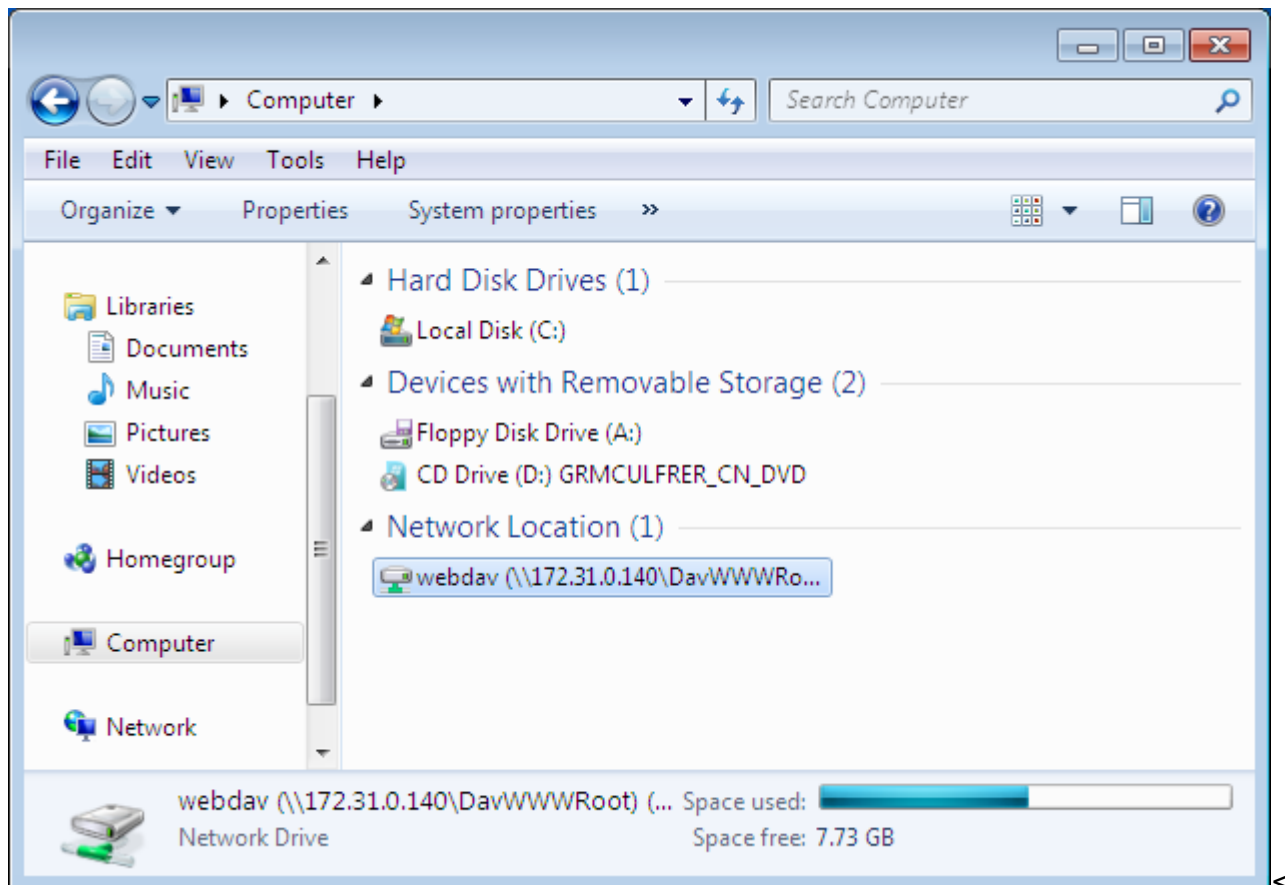 Computer
Search Computer
File Edit View Tools Help
Organize Properties System properties »
Libraries
Documents
Music
Pictures
Videos
Homegroup
Computer
Network
Hard Disk Drives (1)
Local Disk (C:)
Devices with Removable Storage (2)
Floppy Disk Drive (A:)
CD Drive (D:) GRMCULFRER_CN_DVD
Network Location (1)
webdav (\\172.31.0.140\DavWWWRo...
webdav (\\172.31.0.140\DavWWWRoot) (... Space used:
Network Drive Space free: 7.73 GB
<